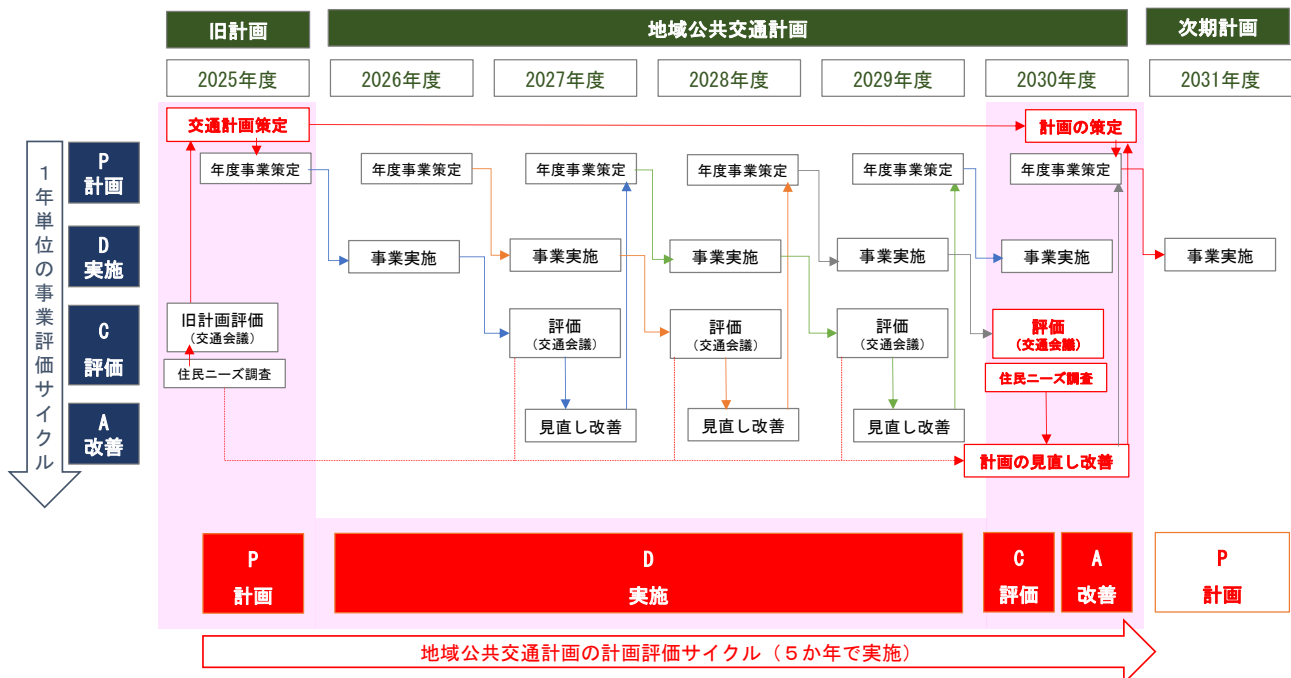 旧計画
地域公共交通計画
次期計画
2025年度
2026年度
2027年度
2028年度
2029年度
2030年度
2031年度
交通計画策定
計画の策定
1年単位の事業評価サイクル
P
計画
年度事業策定
年度事業策定
年度事業策定
年度事業策定
年度事業策定
年度事業策定
D
実施
事業実施
事業実施
事業実施
事業実施
事業実施
事業実施
C
評価
旧計画評価
(交通会議)
評価
(交通会議)
評価
(交通会議)
評価
(交通会議)
評価
(交通会議)
住民ニーズ調査
住民ニーズ調査
A
改善
見直し改善
見直し改善
見直し改善
計画の見直し改善
P
計画
D
実施
C
評価
A
改善
P
計画
地域公共交通計画の計画評価サイクル(5か年で実施)